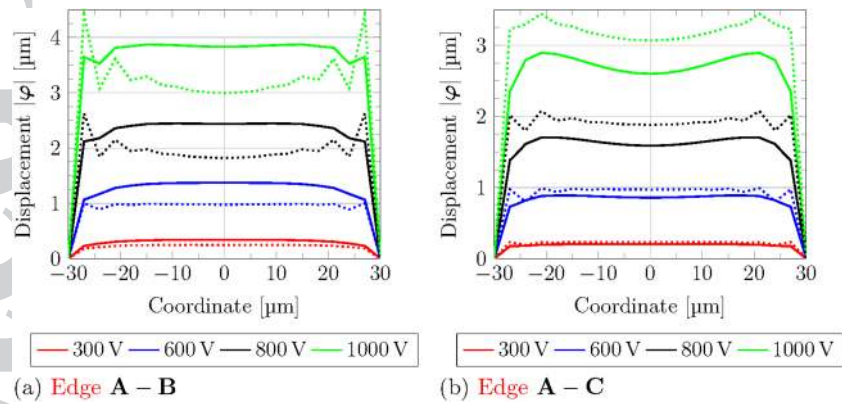 4
3
2
1
0
−30
−20
−10
0
10
20
30
Displacement |φ| [µm]
Coordinate [µm]
300 V
600 V
800 V
1000 V
(a) Edge A − B
3
2
1
0
−30
−20
−10
0
10
20
30
Displacement |φ| [µm]
Coordinate [µm]
300 V
600 V
800 V
1000 V
(b) Edge A − C